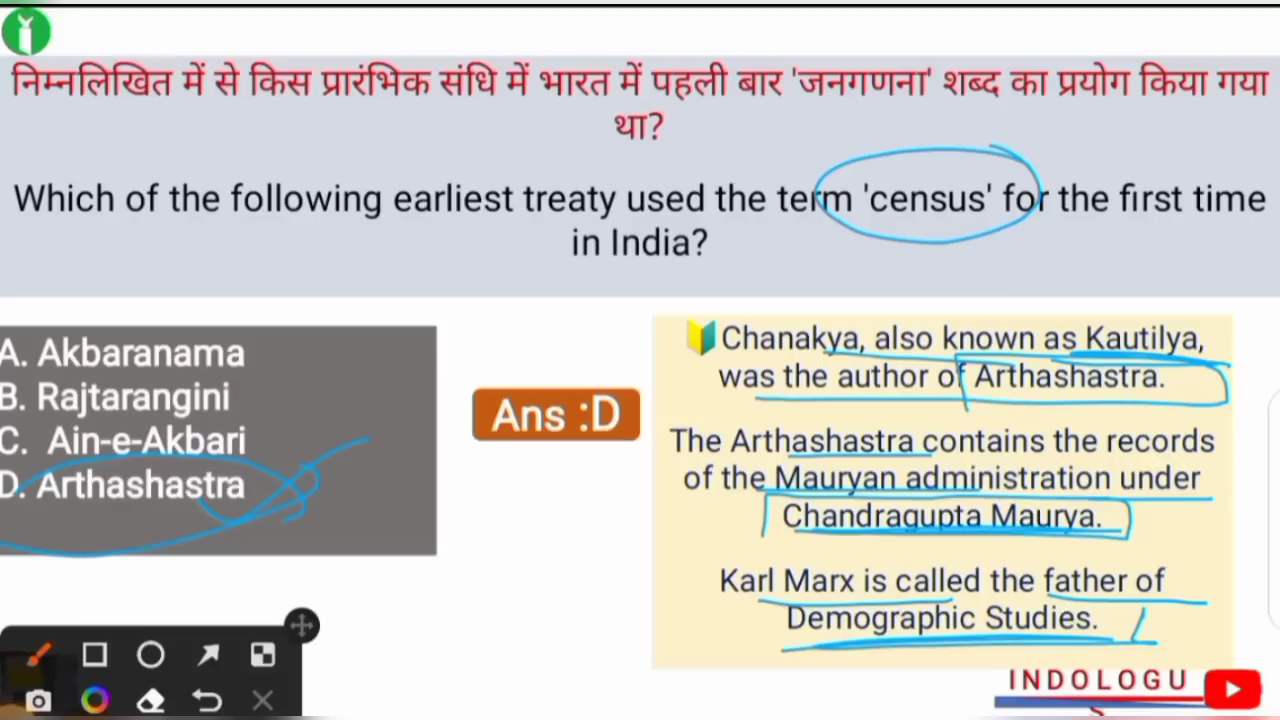 निम्नलिखित में से किस प्रारंभिक संधि में भारत में पहली बार 'जनगणना' शब्द का प्रयोग किया गया
था?
Which of the following earliest treaty used the term 'census' for the first time
in India?
A. Akbaranama
B. Rajtarangini
C. Ain-e-Akbari
D. Arthashastra
Ans :D
Chanakya, also known as Kautilya,
was the author of Arthashastra.
The Arthashastra contains the records
of the Mauryan administration under
Chandragupta Maurya.
Karl Marx is called the father of
Demographic Studies.
INDOLOGU
S